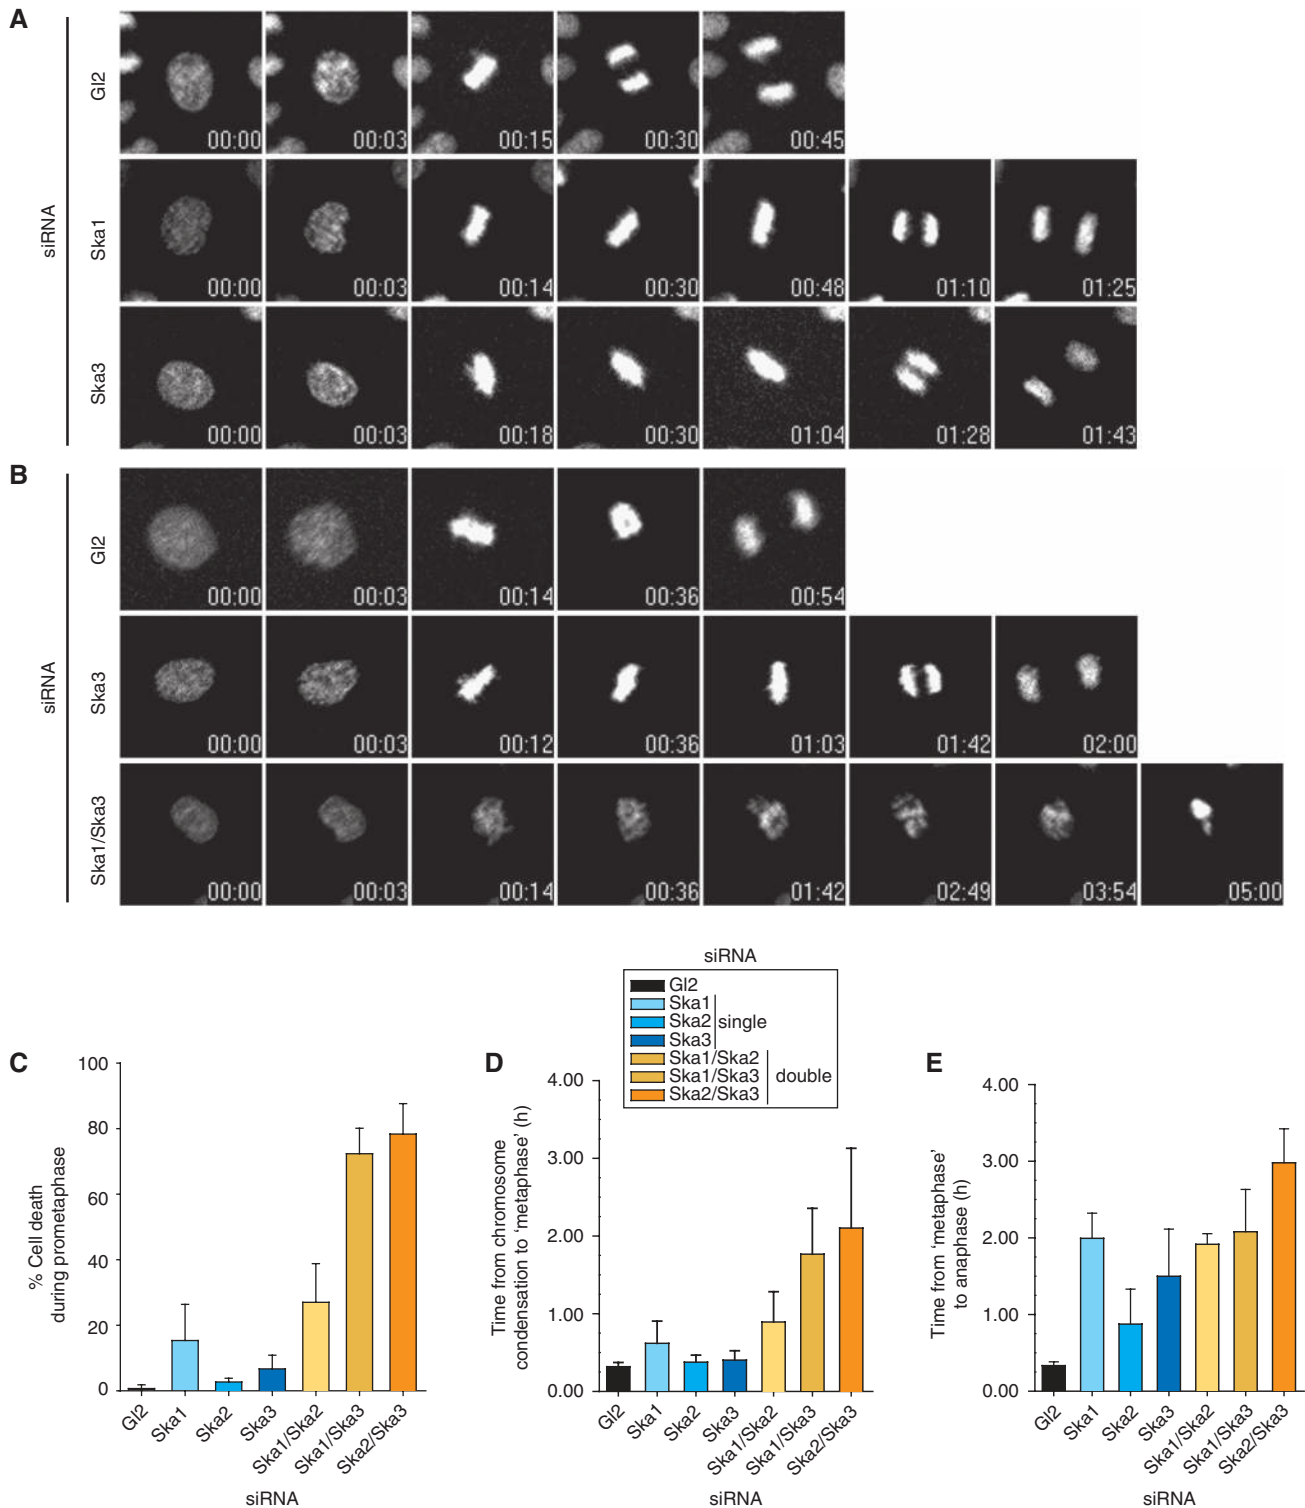 A
siRNA
Gl2
00:00 00:03 00:15 00:30 00:45
Ska1
00:00 00:03 00:14 00:30 00:48 01:10 01:25
Ska3
00:00 00:03 00:18 00:30 01:04 01:28 01:43
B
siRNA
Gl2
00:00 00:03 00:14 00:36 00:54
Ska3
00:00 00:03 00:12 00:36 01:03 01:42 02:00
Ska1/Ska3
00:00 00:03 00:14 00:36 01:42 02:49 03:54 05:00
siRNA
Gl2
Ska1
Ska2
Ska3
single
Ska1/Ska2
Ska1/Ska3
Ska2/Ska3
double
C
% Cell death
during prometaphase
100
80
60
40
20
0
Gl2 Ska1 Ska2 Ska3 Ska1/Ska2 Ska1/Ska3 Ska2/Ska3
siRNA
D
Time from chromosome
condensation to ‘metaphase’ (h)
4.00
3.00
2.00
1.00
0.00
Gl2 Ska1 Ska2 Ska3 Ska1/Ska2 Ska1/Ska3 Ska2/Ska3
siRNA
E
Time from ‘metaphase’
to anaphase (h)
4.00
3.00
2.00
1.00
0.00
Gl2 Ska1 Ska2 Ska3 Ska1/Ska2 Ska1/Ska3 Ska2/Ska3
siRNA